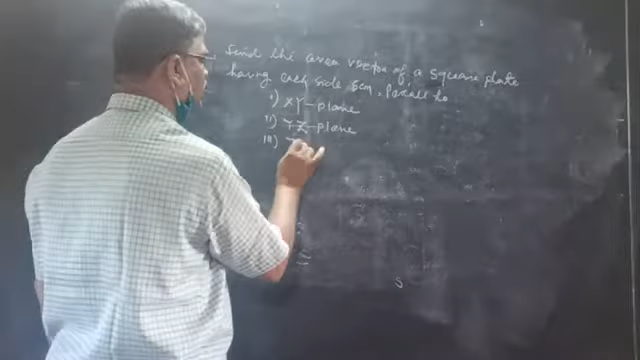 Find the area vector of a square plate
having each side 5cm. Parallel to
i) XY-plane
ii) YZ-plane
iii)